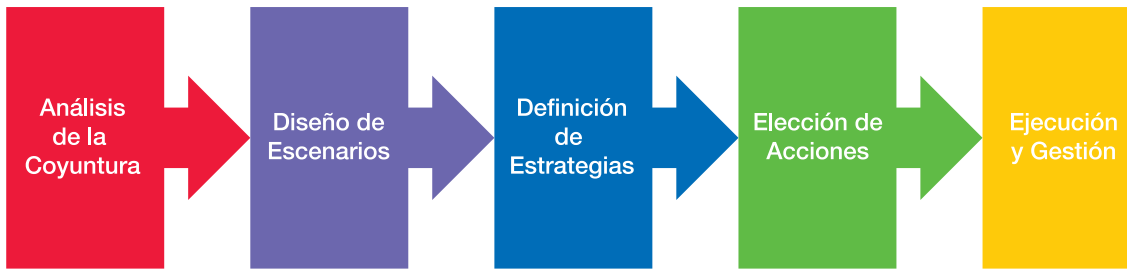 Análisis
de la
Coyuntura
Diseño de
Escenarios
Definición
de
Estrategias
Elección de
Acciones
Ejecución
y Gestión